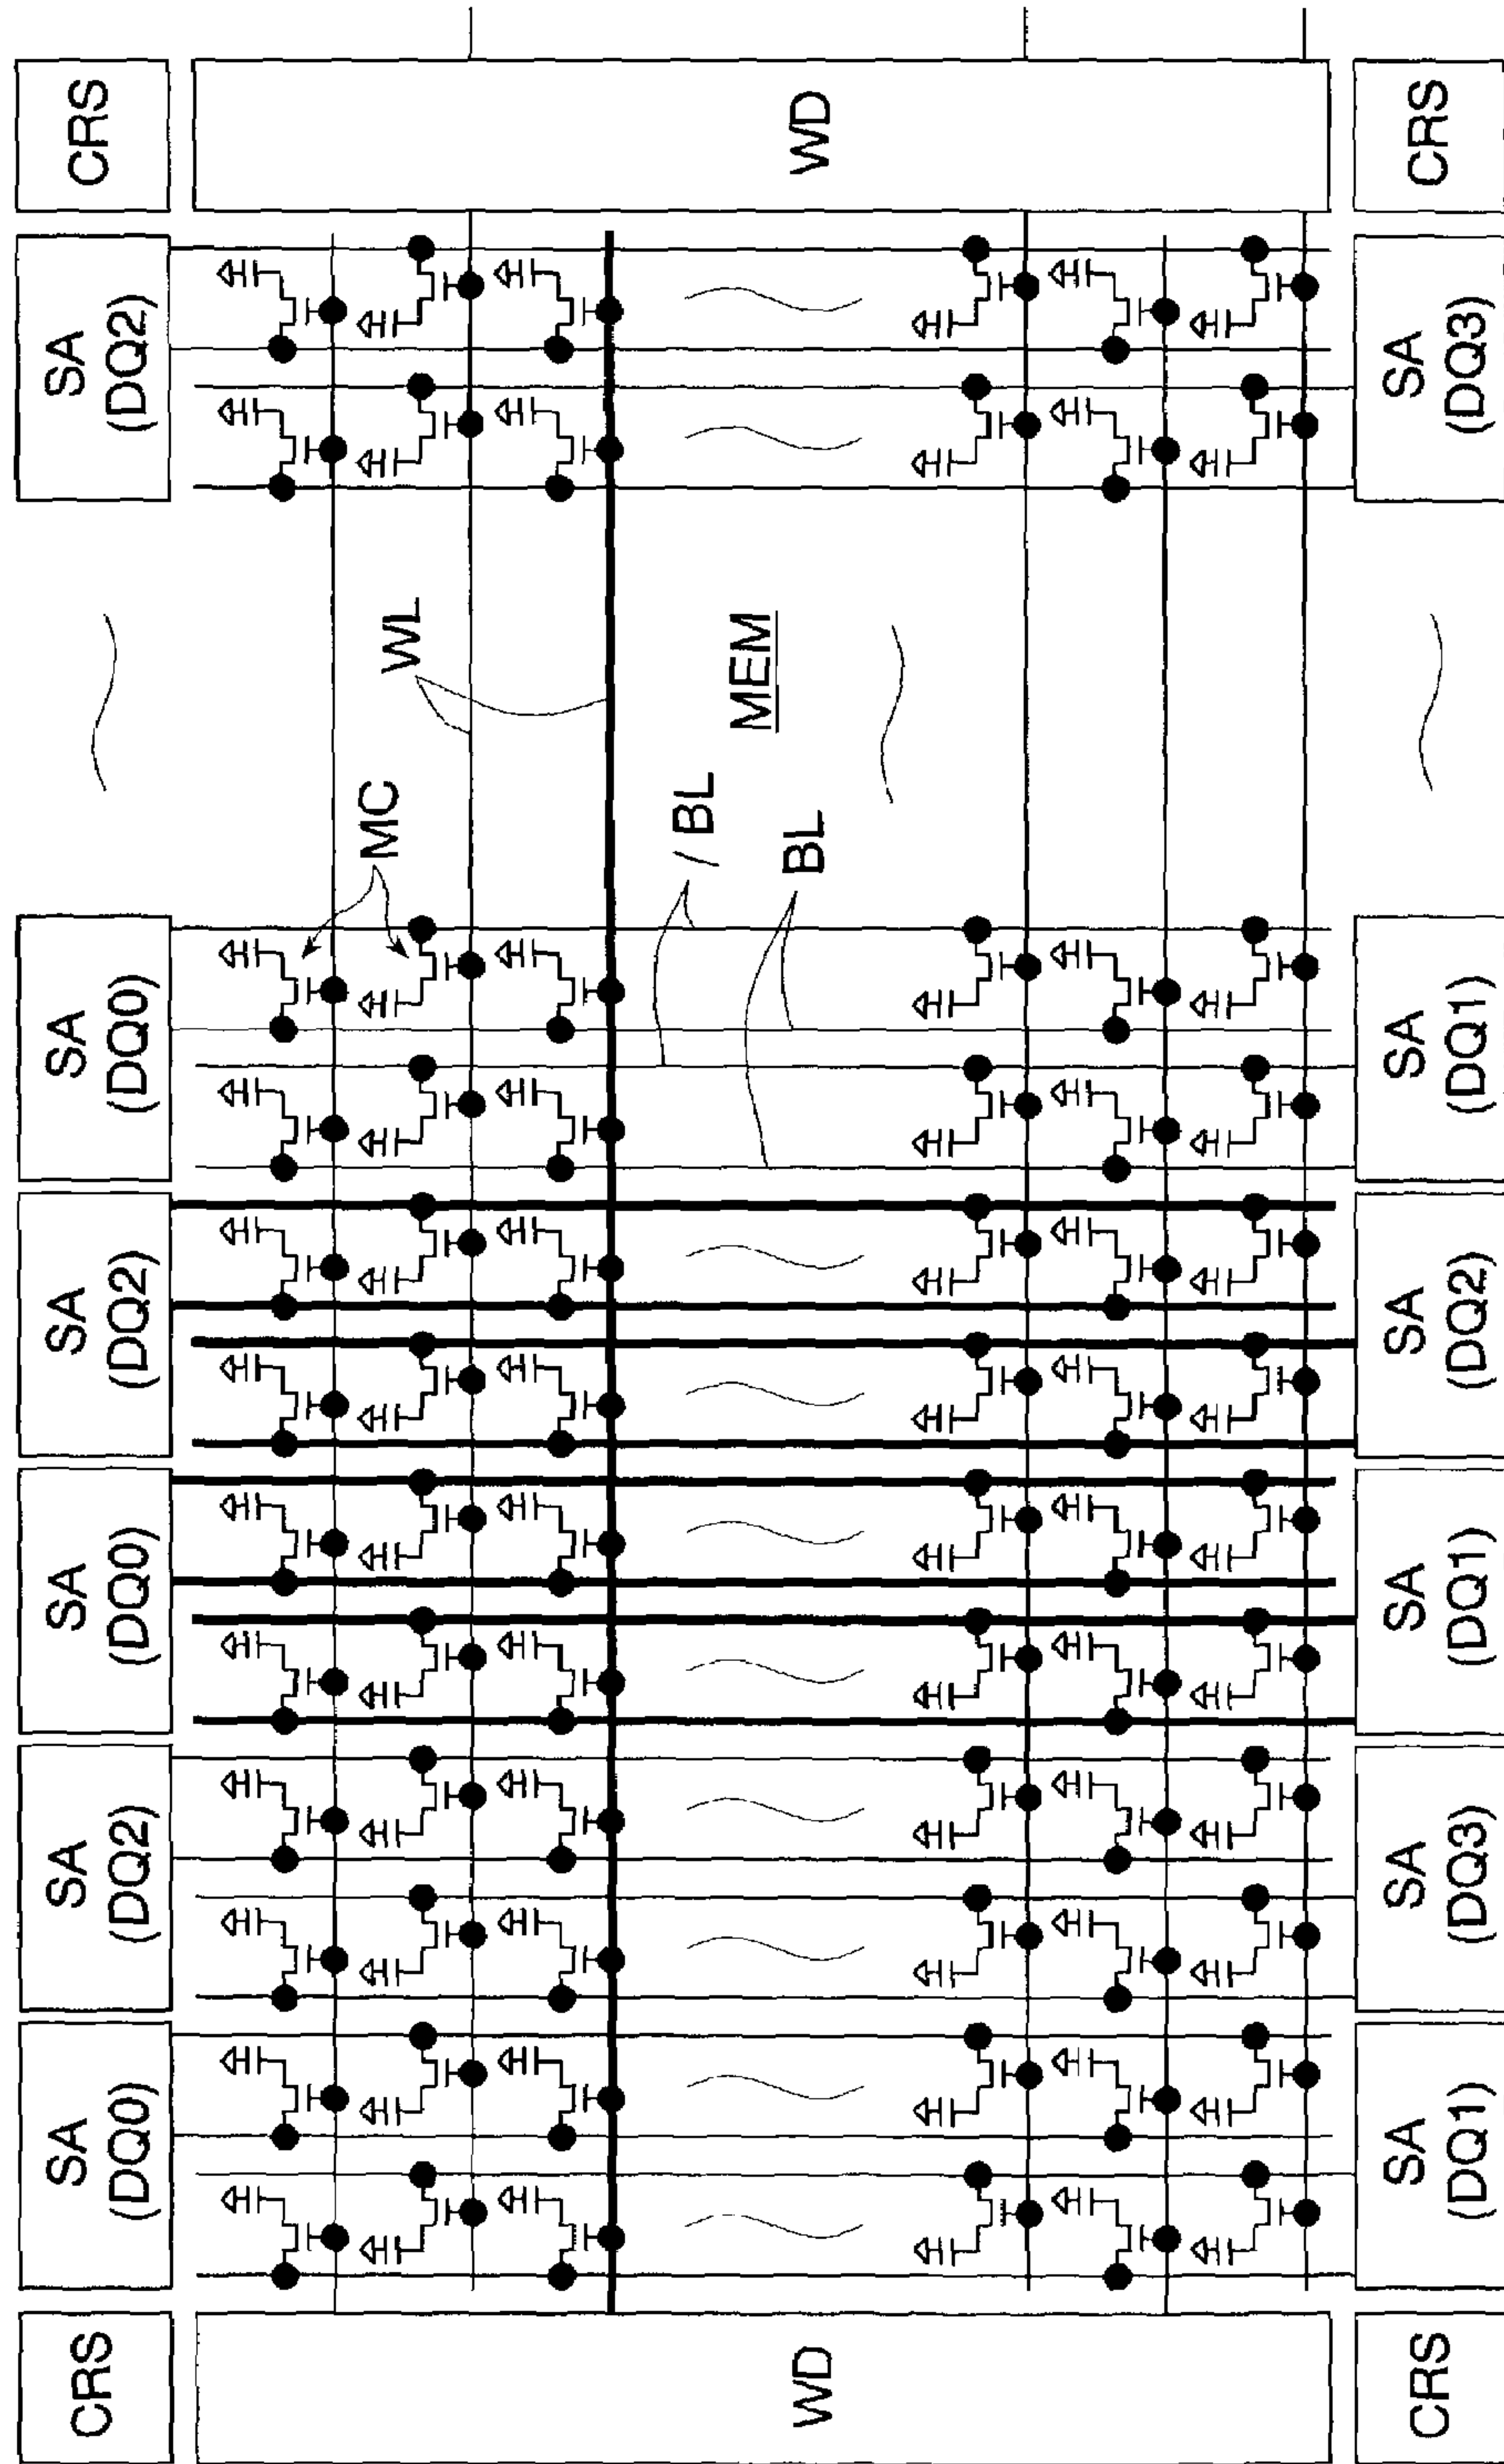 CRS
SA
(DQ0)
SA
(DQ2)
SA
(DQ0)
SA
(DQ2)
SA
(DQ0)
SA
(DQ2)
CRS
MC
WL
/ BL
MEM
BL
WD
WD
CRS
SA
(DQ1)
SA
(DQ3)
SA
(DQ1)
SA
(DQ2)
SA
(DQ1)
SA
(DQ3)
CRS